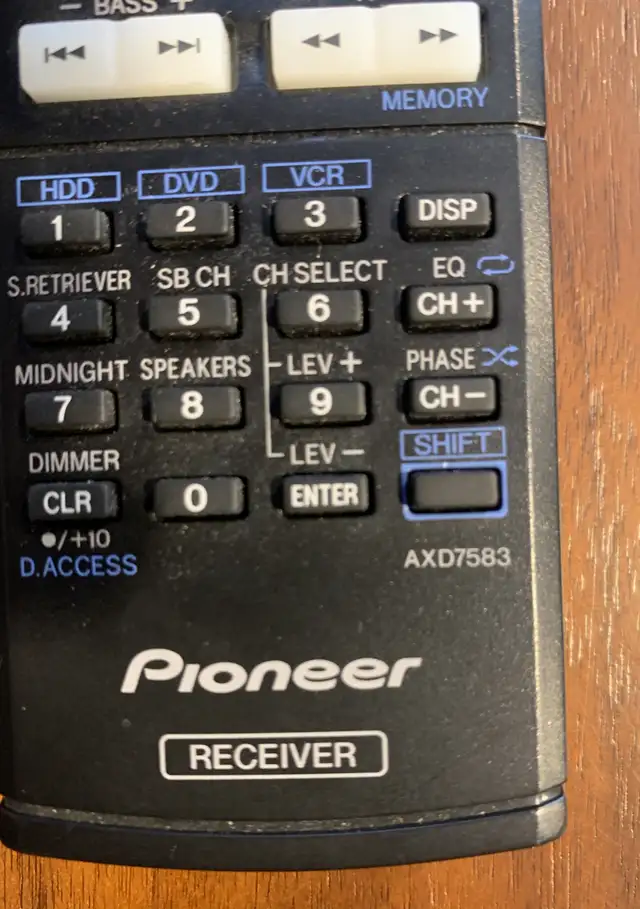 − BASS +
MEMORY
HDD DVD VCR
1 2 3 DISP
S.RETRIEVER SB CH CH SELECT EQ
4 5 6 CH+
MIDNIGHT SPEAKERS LEV + PHASE
7 8 9 CH−
DIMMER LEV − SHIFT
CLR 0 ENTER
●/+10
D.ACCESS AXD7583
Pioneer
RECEIVER